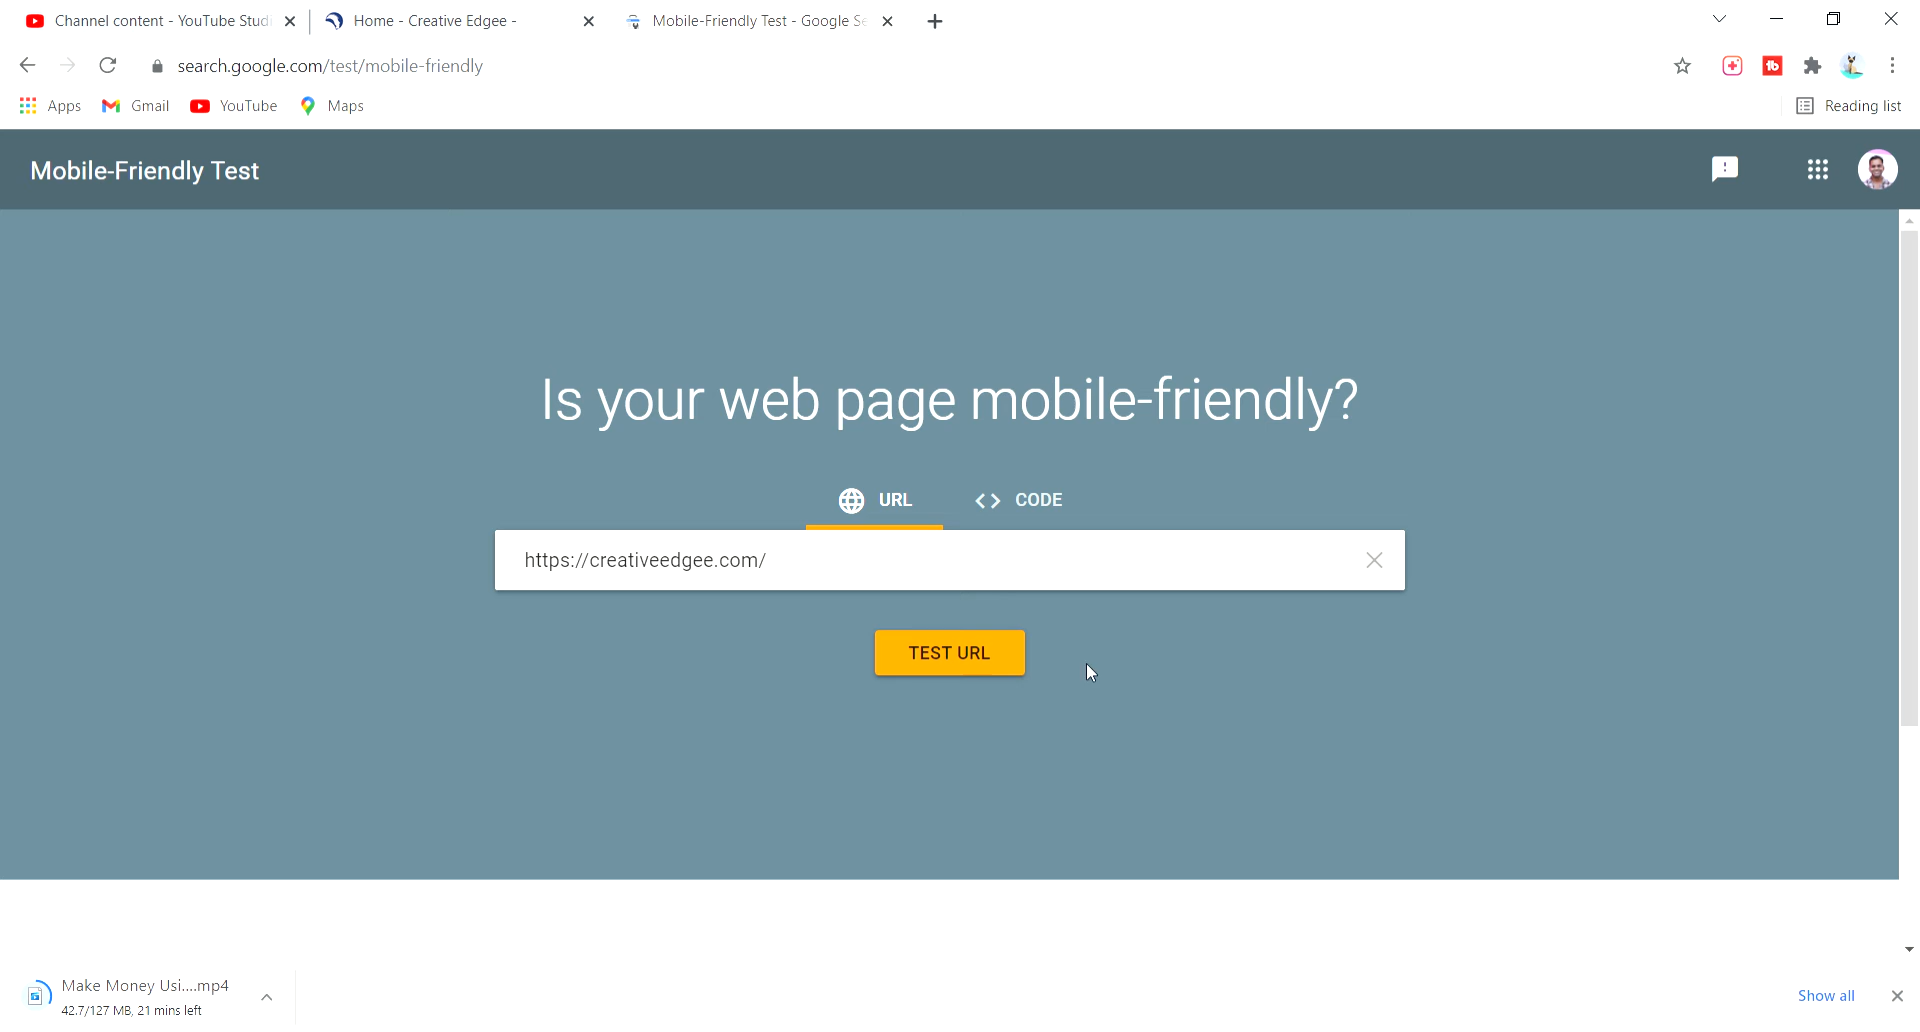 Channel content - YouTube Studi
Home - Creative Edgee -
Mobile-Friendly Test - Google Se
search.google.com/test/mobile-friendly
Apps
Gmail
YouTube
Maps
Reading list
Mobile-Friendly Test
Is your web page mobile-friendly?
URL
CODE
https://creativeedgee.com/
TEST URL
Make Money Usi....mp4
42.7/127 MB, 21 mins left
Show all